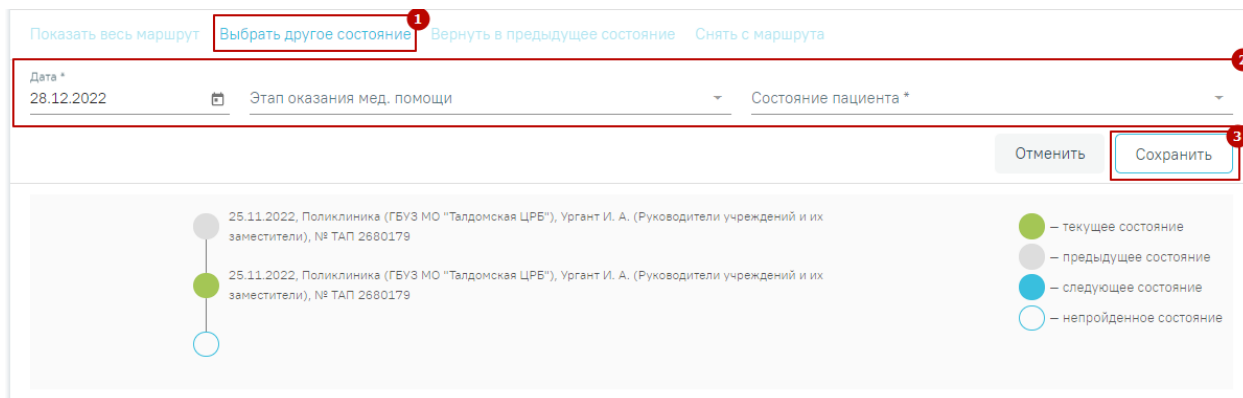 1
Показать весь маршрут Выбрать другое состояние Вернуть в предыдущее состояние Снять с маршрута
2
Дата *
28.12.2022 Этап оказания мед. помощи Состояние пациента *
3
Отменить Сохранить
25.11.2022, Поликлиника (ГБУЗ МО "Талдомская ЦРБ"), Ургант И. А. (Руководители учреждений и их
заместители), № ТАП 2680179
25.11.2022, Поликлиника (ГБУЗ МО "Талдомская ЦРБ"), Ургант И. А. (Руководители учреждений и их
заместители), № ТАП 2680179
– текущее состояние
– предыдущее состояние
– следующее состояние
– непройденное состояние